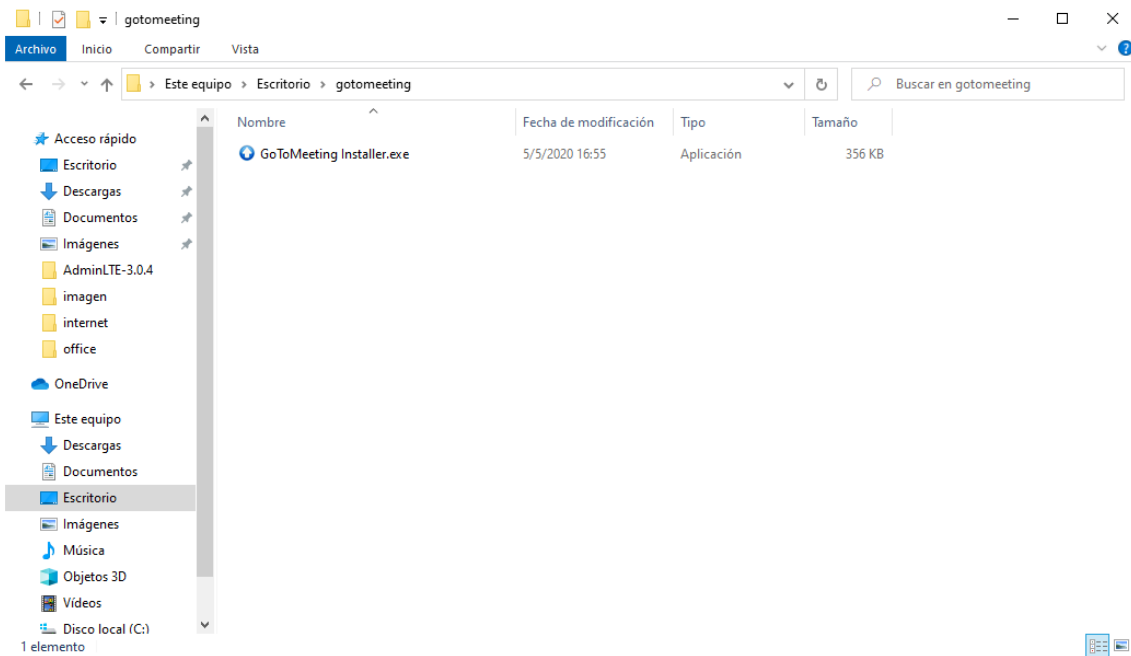 gotomeeting
Archivo Inicio Compartir Vista
Este equipo > Escritorio > gotomeeting
Buscar en gotomeeting
Nombre Fecha de modificación Tipo Tamaño
GoToMeeting Installer.exe 5/5/2020 16:55 Aplicación 356 KB
Acceso rápido
Escritorio
Descargas
Documentos
Imágenes
AdminLTE-3.0.4
imagen
internet
office
OneDrive
Este equipo
Descargas
Documentos
Escritorio
Imágenes
Música
Objetos 3D
Vídeos
Disco local (C:)
1 elemento